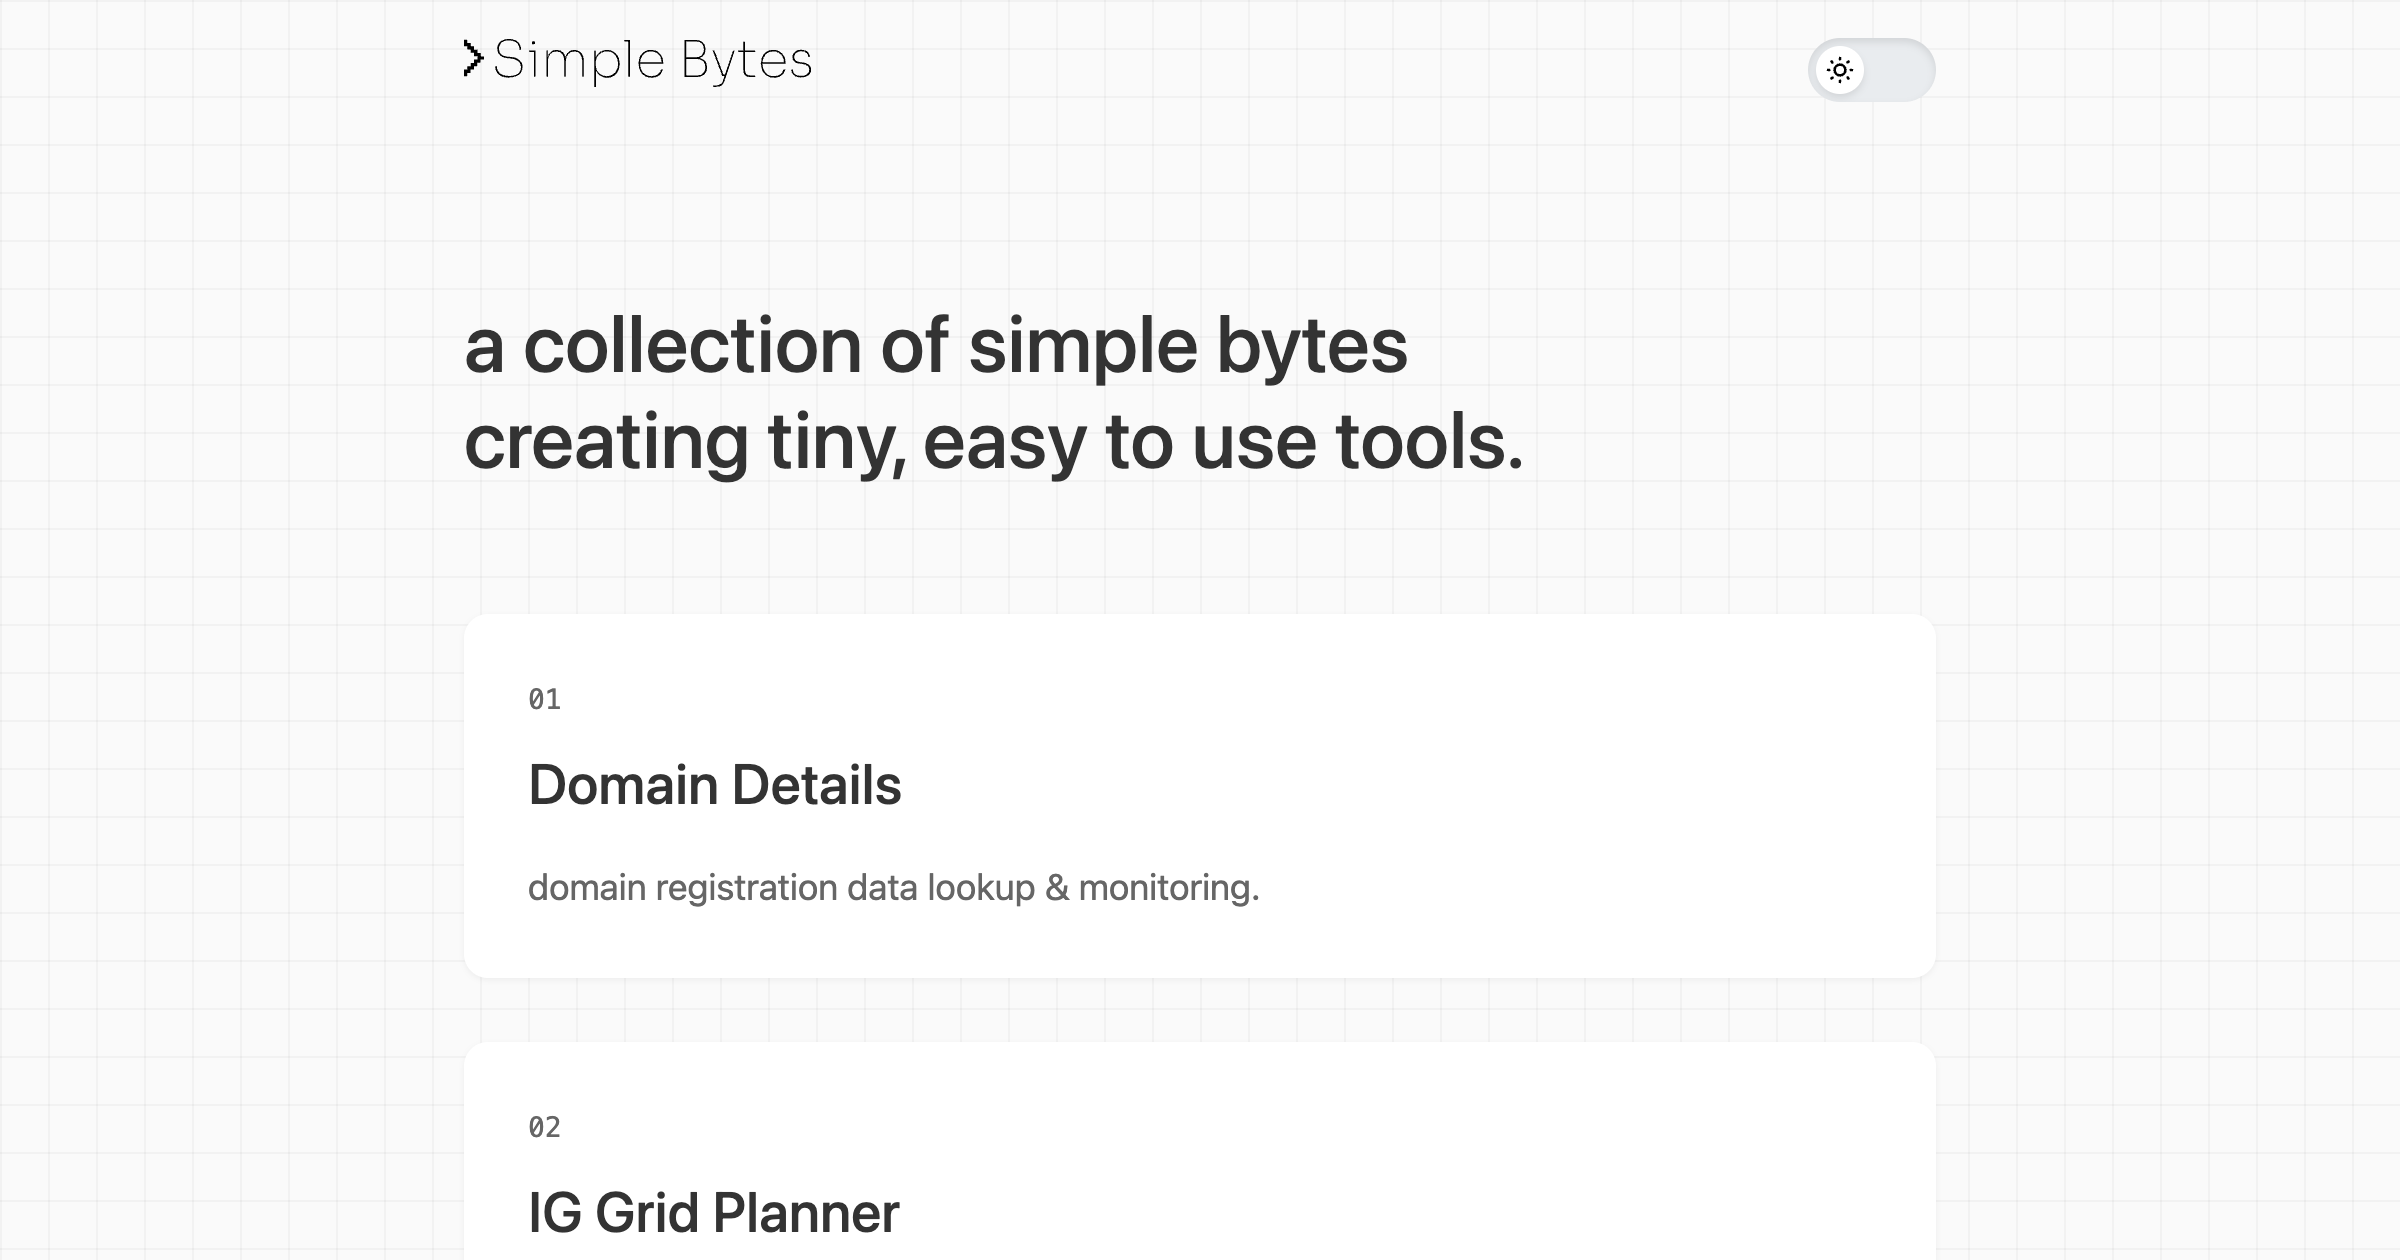 Simple Bytes
a collection of simple bytes
creating tiny, easy to use tools.
01
Domain Details
domain registration data lookup & monitoring.
02
IG Grid Planner